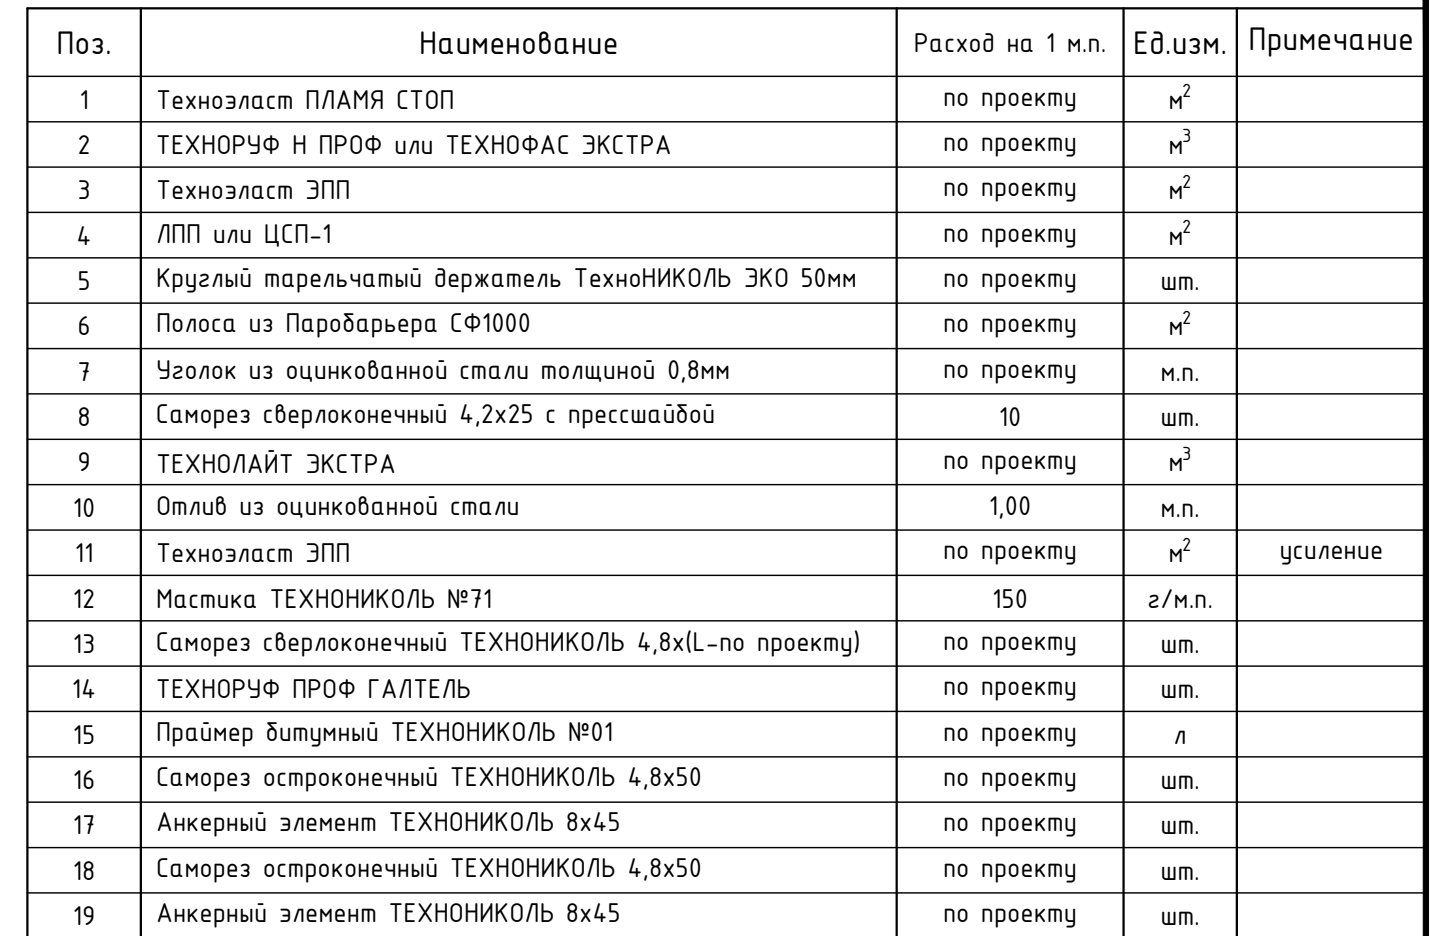 Поз. Наименование Расход на 1 м.п. Ед.изм. Примечание
1 Техноэласт ПЛАМЯ СТОП по проекту м²
2 ТЕХНОРУФ Н ПРОФ или ТЕХНОФАС ЭКСТРА по проекту м³
3 Техноэласт ЭПП по проекту м²
4 ЛПП или ЦСП-1 по проекту м²
5 Круглый тарельчатый держатель ТехноНИКОЛЬ ЭКО 50мм по проекту шт.
6 Полоса из Паробарьера СФ1000 по проекту м²
7 Уголок из оцинкованной стали толщиной 0,8мм по проекту м.п.
8 Саморез сверлоконечный 4,2х25 с прессшайбой 10 шт.
9 ТЕХНОЛАЙТ ЭКСТРА по проекту м³
10 Отлив из оцинкованной стали 1,00 м.п.
11 Техноэласт ЭПП по проекту м² усиление
12 Мастика ТЕХНОНИКОЛЬ №71 150 г/м.п.
13 Саморез сверлоконечный ТЕХНОНИКОЛЬ 4,8х(L-по проекту) по проекту шт.
14 ТЕХНОРУФ ПРОФ ГАЛТЕЛЬ по проекту шт.
15 Праймер битумный ТЕХНОНИКОЛЬ №01 по проекту л
16 Саморез остроконечный ТЕХНОНИКОЛЬ 4,8х50 по проекту шт.
17 Анкерный элемент ТЕХНОНИКОЛЬ 8х45 по проекту шт.
18 Саморез остроконечный ТЕХНОНИКОЛЬ 4,8х50 по проекту шт.
19 Анкерный элемент ТЕХНОНИКОЛЬ 8х45 по проекту шт.